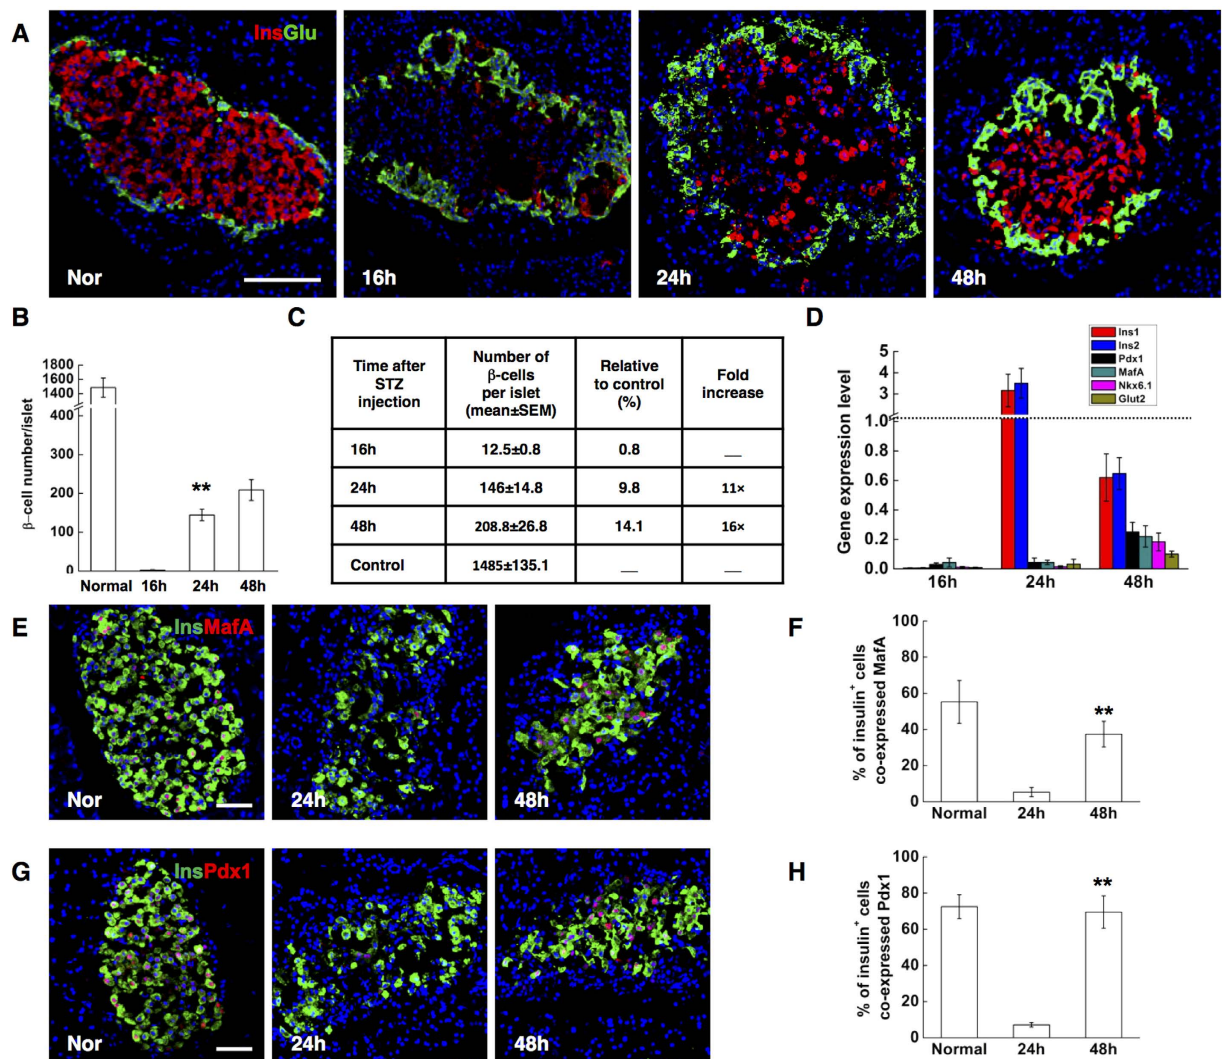 A
InsGlu
Nor
16h
24h
48h
B
β-cell number/islet
1800
1600
1400
400
300
200
100
0
**
Normal
16h
24h
48h
C
Time after STZ injection
Number of β-cells per islet (mean±SEM)
Relative to control (%)
Fold increase
16h
12.5±0.8
0.8
—
24h
146±14.8
9.8
11×
48h
208.8±26.8
14.1
16×
Control
1485±135.1
—
—
D
Ins1
Ins2
Pdx1
MafA
Nkx6.1
Glut2
Gene expression level
5
4
3
1.0
0.8
0.6
0.4
0.2
0.0
16h
24h
48h
E
InsMafA
Nor
24h
48h
F
% of insulin⁺ cells
co-expressed MafA
100
80
60
40
20
0
**
Normal
24h
48h
G
InsPdx1
Nor
24h
48h
H
% of insulin⁺ cells
co-expressed Pdx1
100
80
60
40
20
0
**
Normal
24h
48h